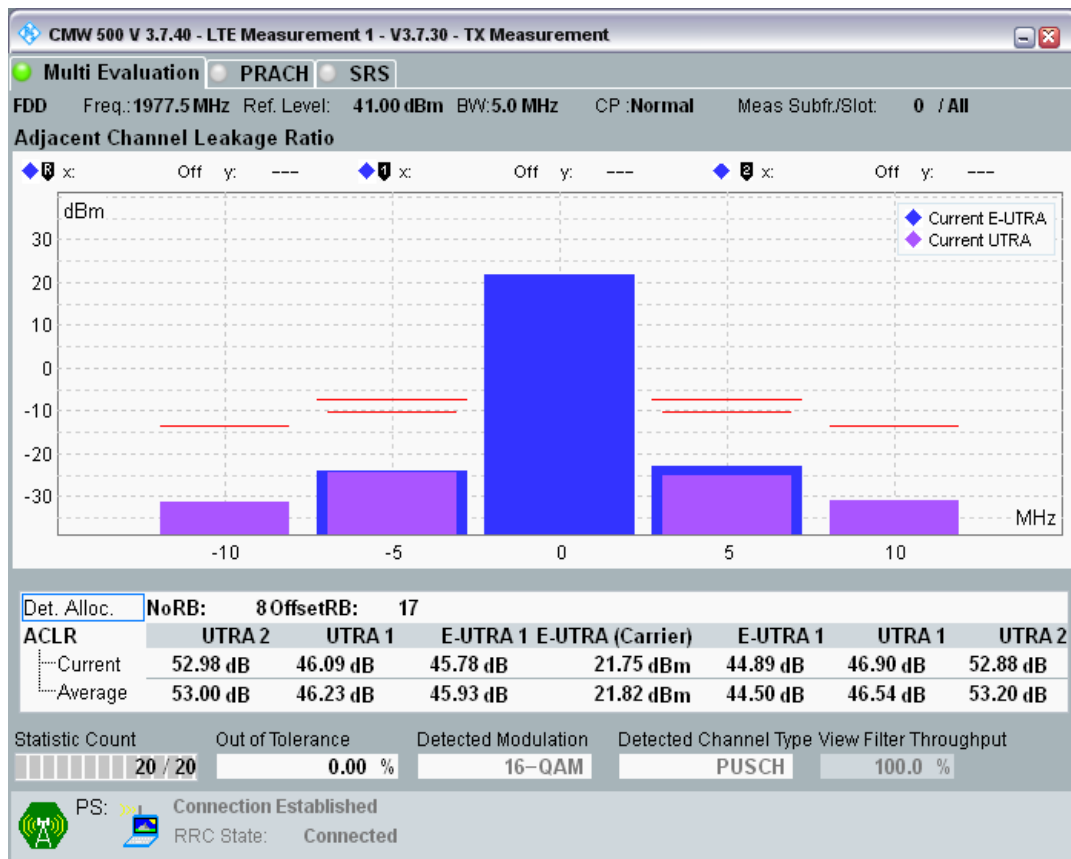 CMW 500 V 3.7.40 - LTE Measurement 1 - V3.7.30 - TX Measurement
Multi Evaluation PRACH SRS
FDD Freq.:1977.5 MHz Ref. Level: 41.00 dBm BW:5.0 MHz CP :Normal Meas Subfr./Slot: 0 / All
Adjacent Channel Leakage Ratio
R x: Off y: --- 1 x: Off y: --- 2 x: Off y: ---
dBm
Current E-UTRA
Current UTRA
30
20
10
0
-10
-20
-30
MHz
-10 -5 0 5 10
Det. Alloc. NoRB: 8 OffsetRB: 17
ACLR UTRA 2 UTRA 1 E-UTRA 1 E-UTRA (Carrier) E-UTRA 1 UTRA 1 UTRA 2
Current 52.98 dB 46.09 dB 45.78 dB 21.75 dBm 44.89 dB 46.90 dB 52.88 dB
Average 53.00 dB 46.23 dB 45.93 dB 21.82 dBm 44.50 dB 46.54 dB 53.20 dB
Statistic Count Out of Tolerance Detected Modulation Detected Channel Type View Filter Throughput
20 / 20 0.00 % 16-QAM PUSCH 100.0 %
PS: Connection Established
RRC State: Connected